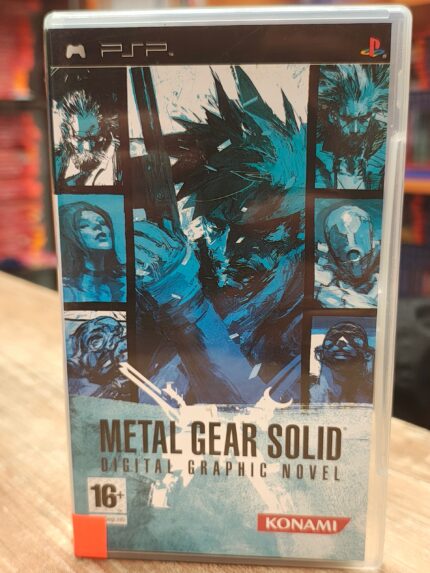 PSP
METAL GEAR SOLID
DIGITAL GRAPHIC NOVEL
16+
KONAMI